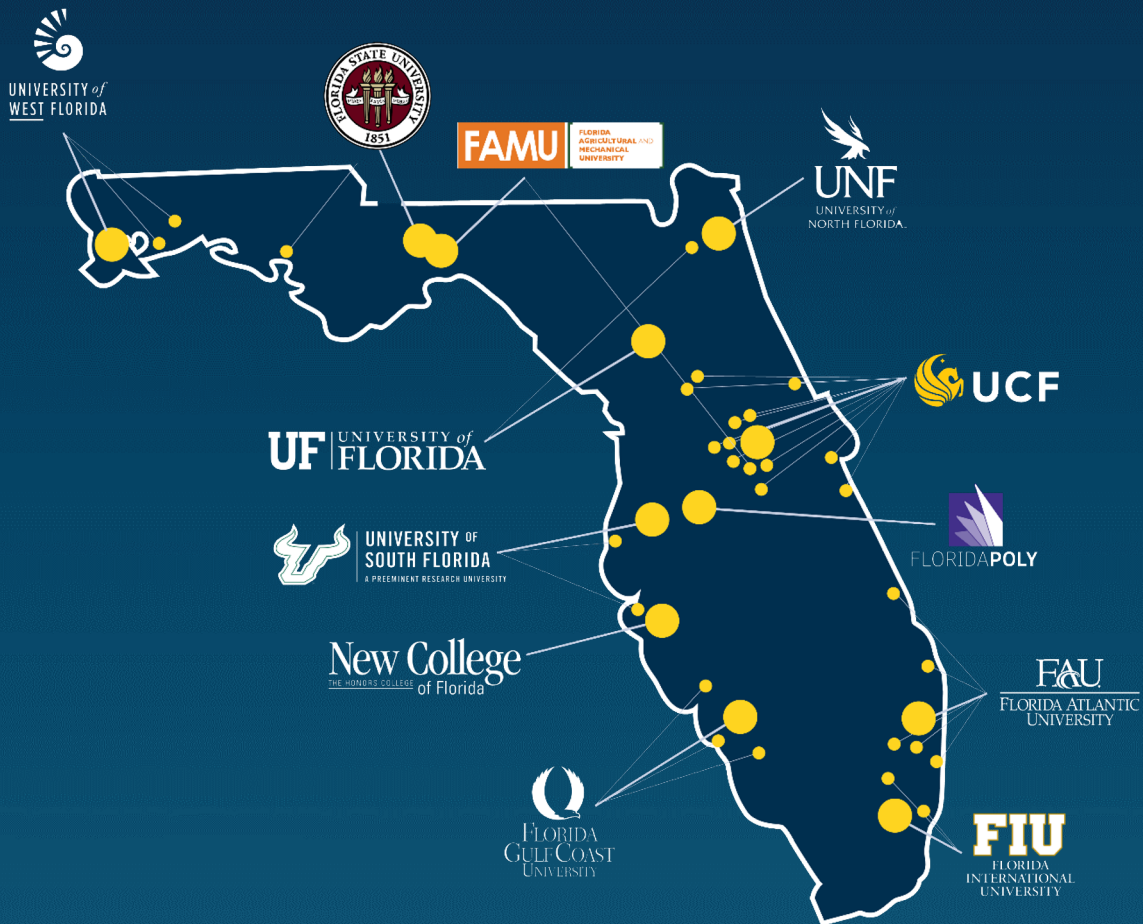 UNIVERSITY of
WEST FLORIDA
FLORIDA STATE UNIVERSITY
1851
FAMU
FLORIDA
AGRICULTURAL AND
MECHANICAL
UNIVERSITY
UNF
UNIVERSITY of
NORTH FLORIDA.
UCF
UF
UNIVERSITY of
FLORIDA
UNIVERSITY OF
SOUTH FLORIDA
A PREEMINENT RESEARCH UNIVERSITY
FLORIDAPOLY
New College
THE HONORS COLLEGE of Florida
FAU
FLORIDA ATLANTIC
UNIVERSITY
FLORIDA
GULF COAST
UNIVERSITY
FIU
FLORIDA
INTERNATIONAL
UNIVERSITY